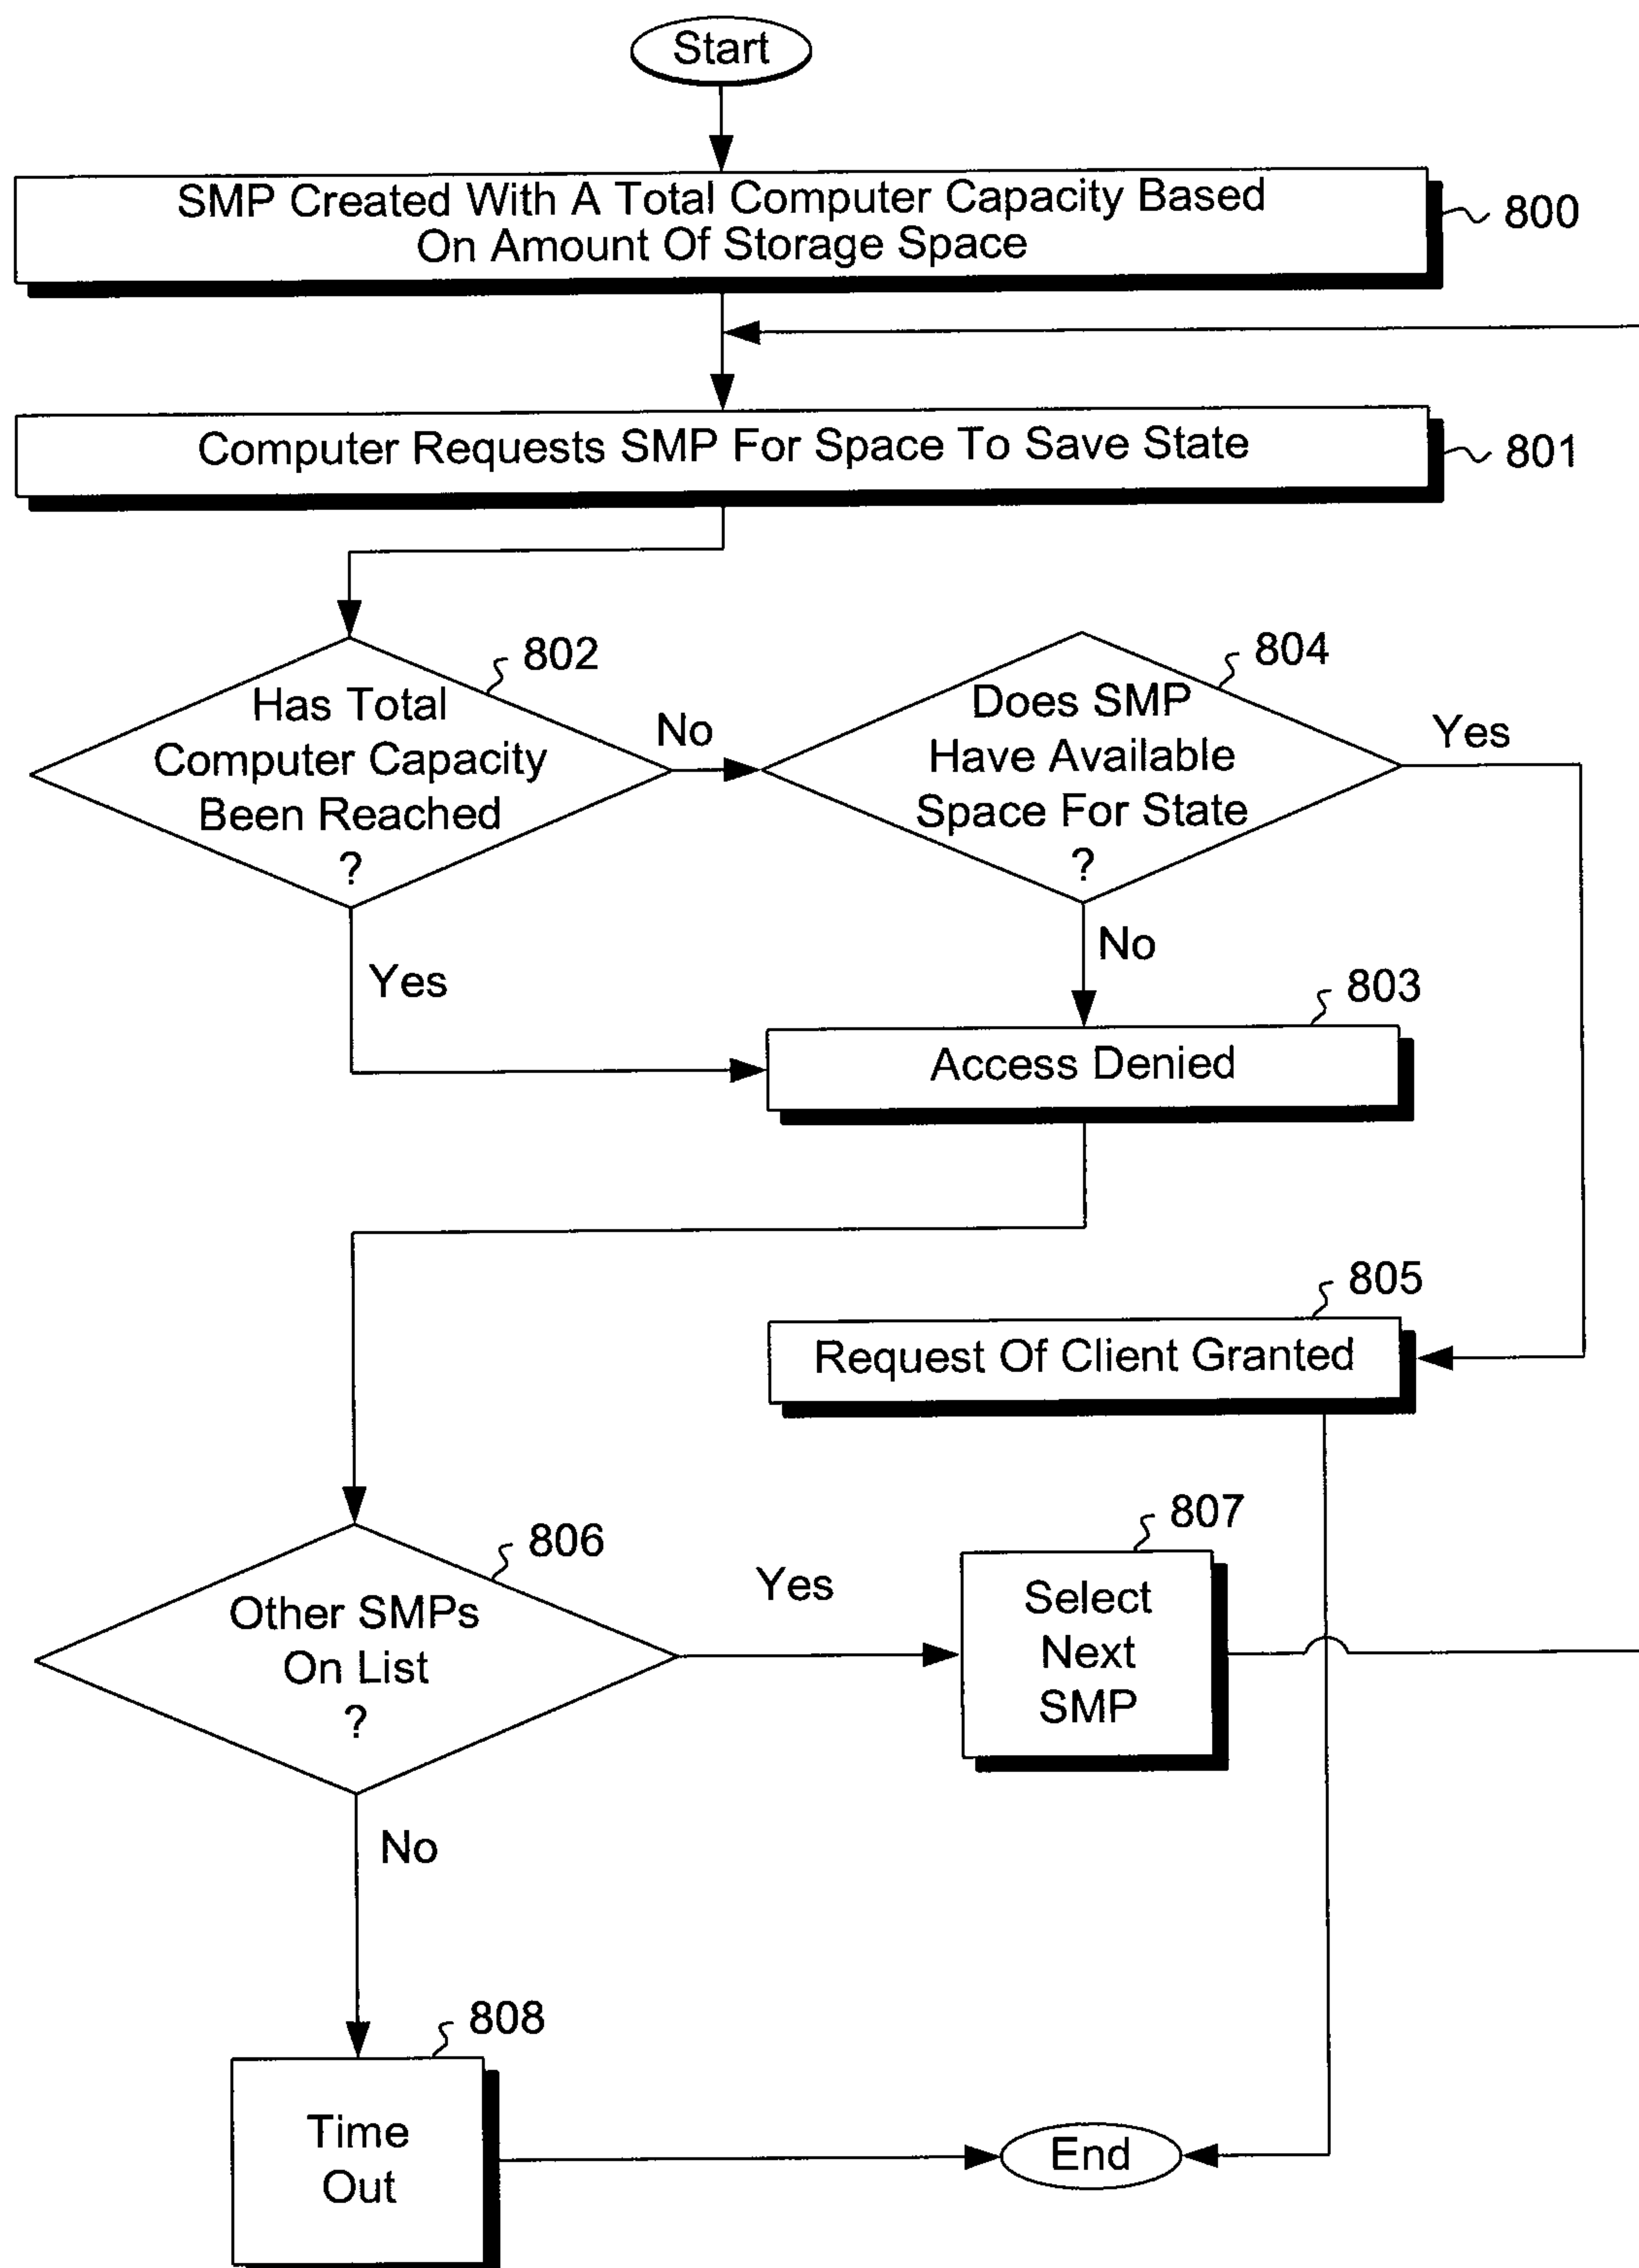 Start
SMP Created With A Total Computer Capacity Based
On Amount Of Storage Space
800
Computer Requests SMP For Space To Save State
801
802
Has Total
Computer Capacity
Been Reached
?
No
Yes
804
Does SMP
Have Available
Space For State
?
Yes
No
803
Access Denied
805
Request Of Client Granted
806
Other SMPs
On List
?
Yes
No
807
Select
Next
SMP
808
Time
Out
End